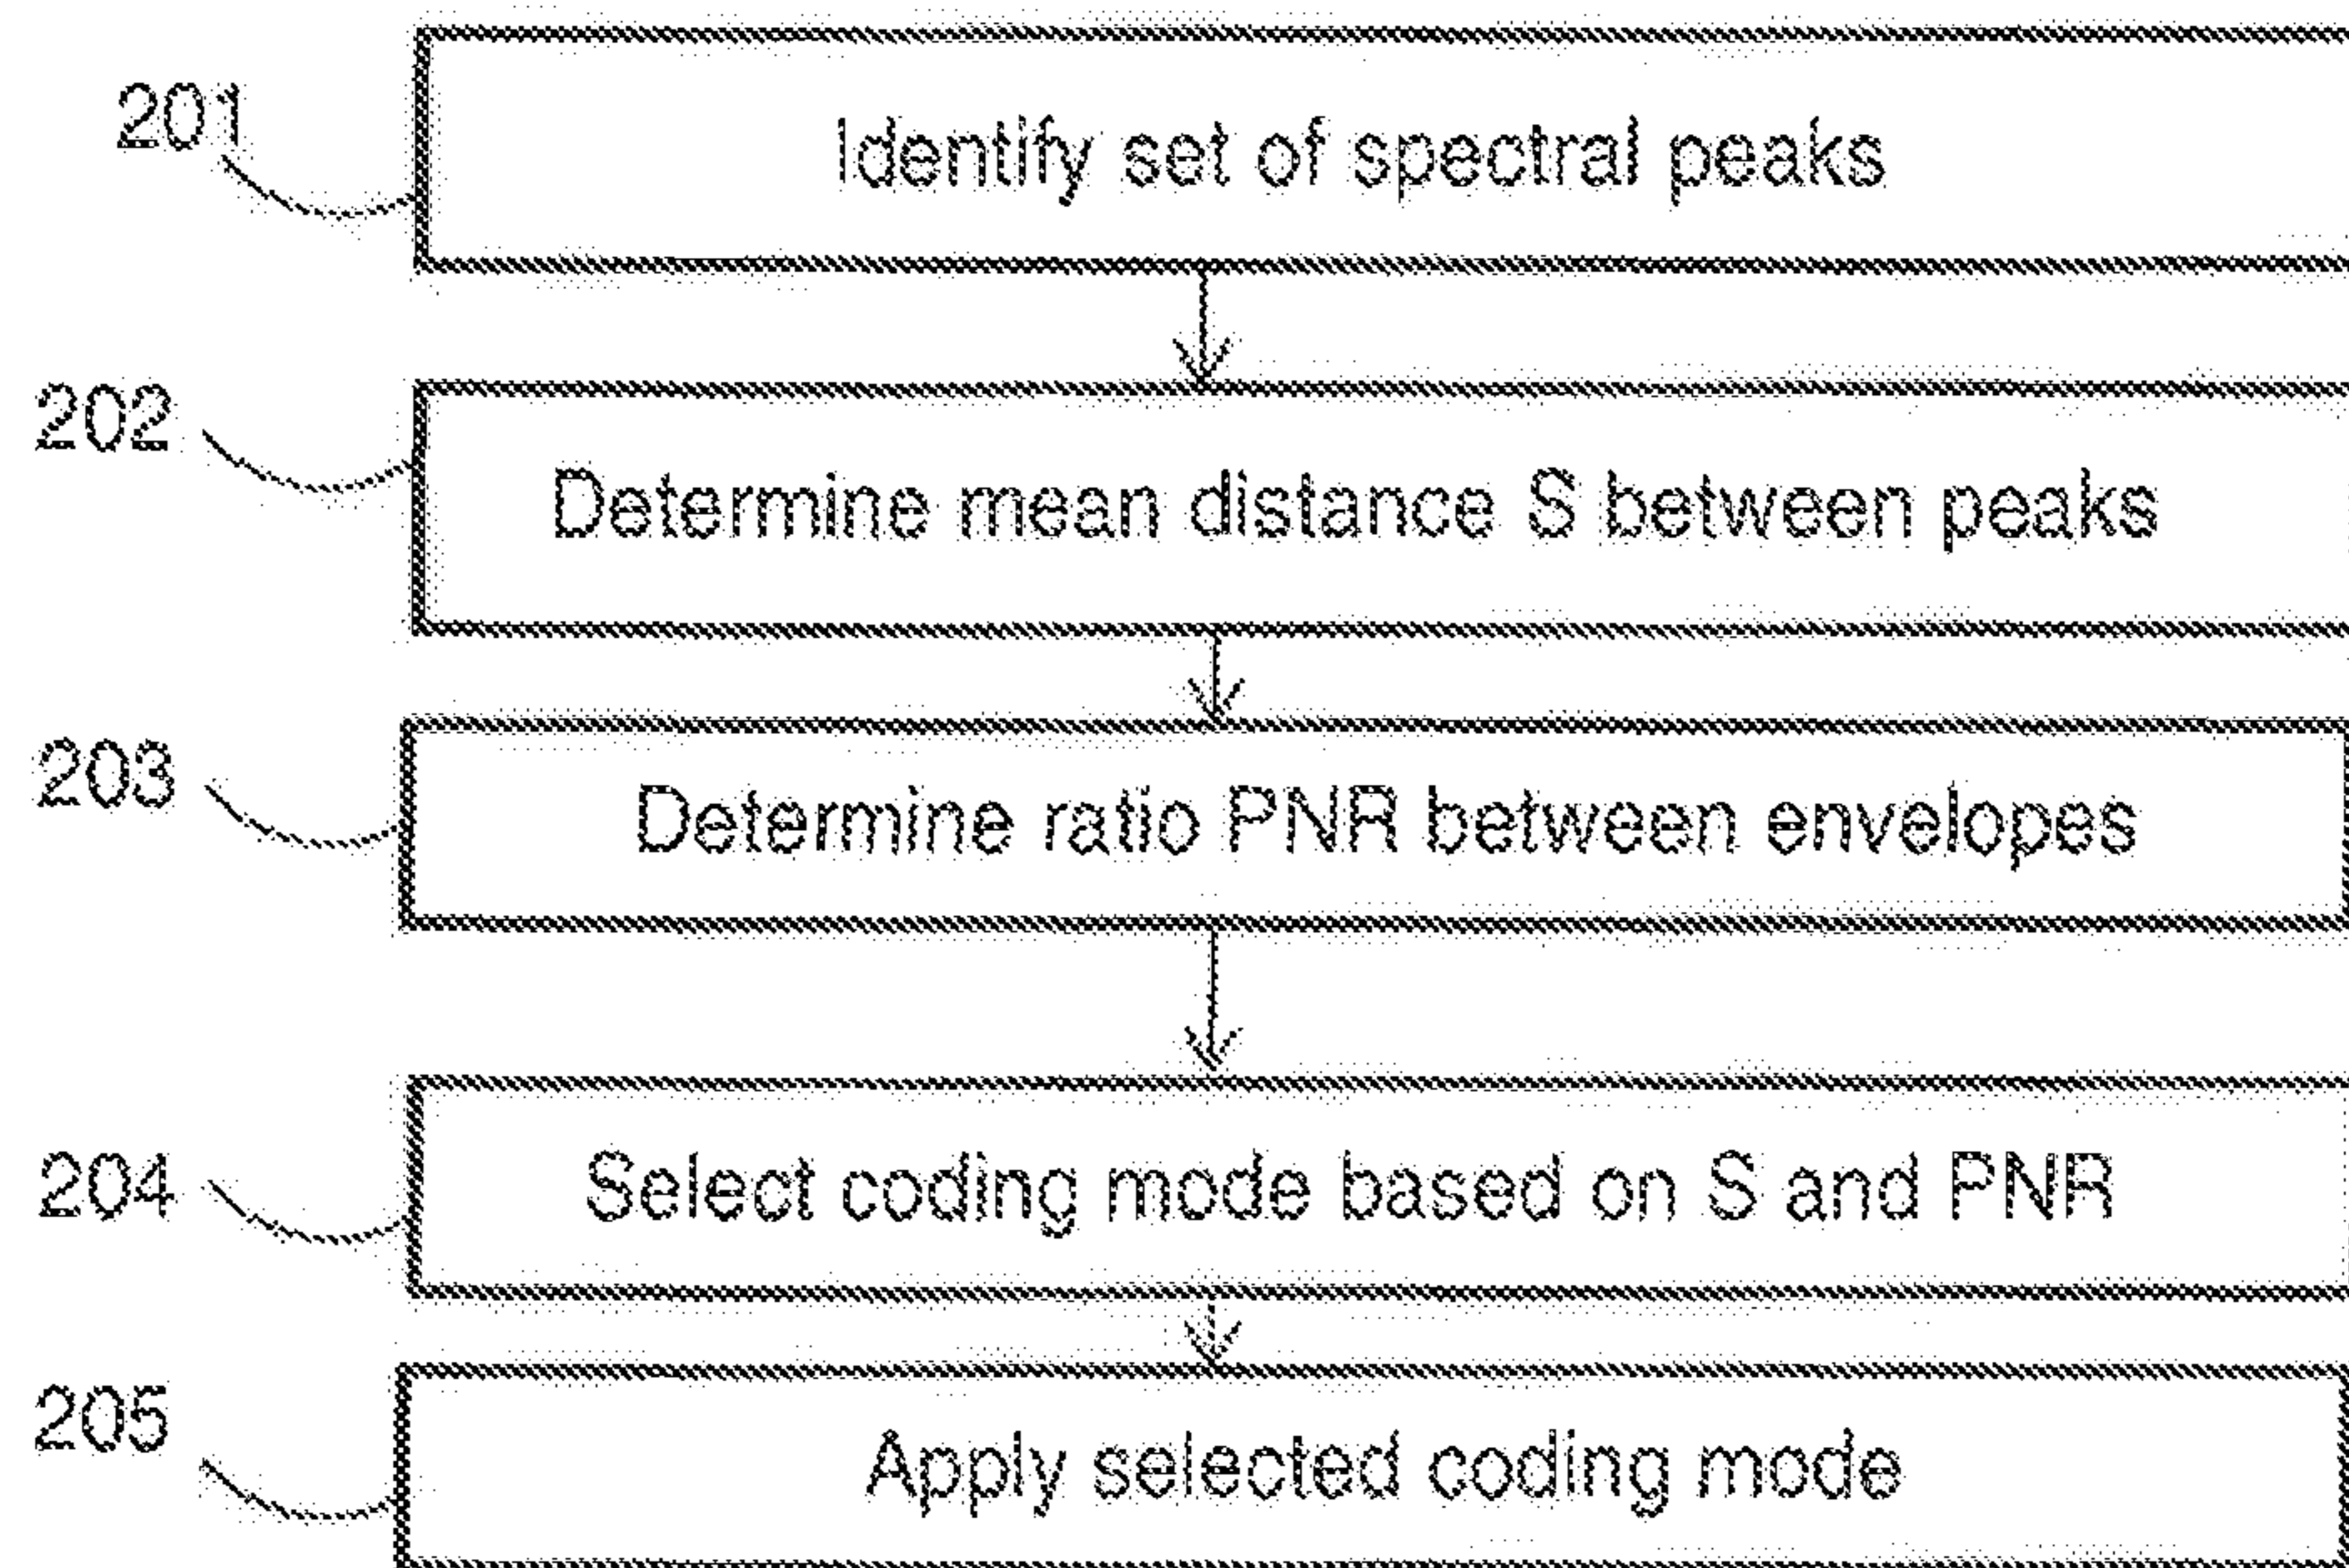 201
Identify set of spectral peaks
202
Determine mean distance S between peaks
203
Determine ratio PNR between envelopes
204
Select coding mode based on S and PNR
205
Apply selected coding mode